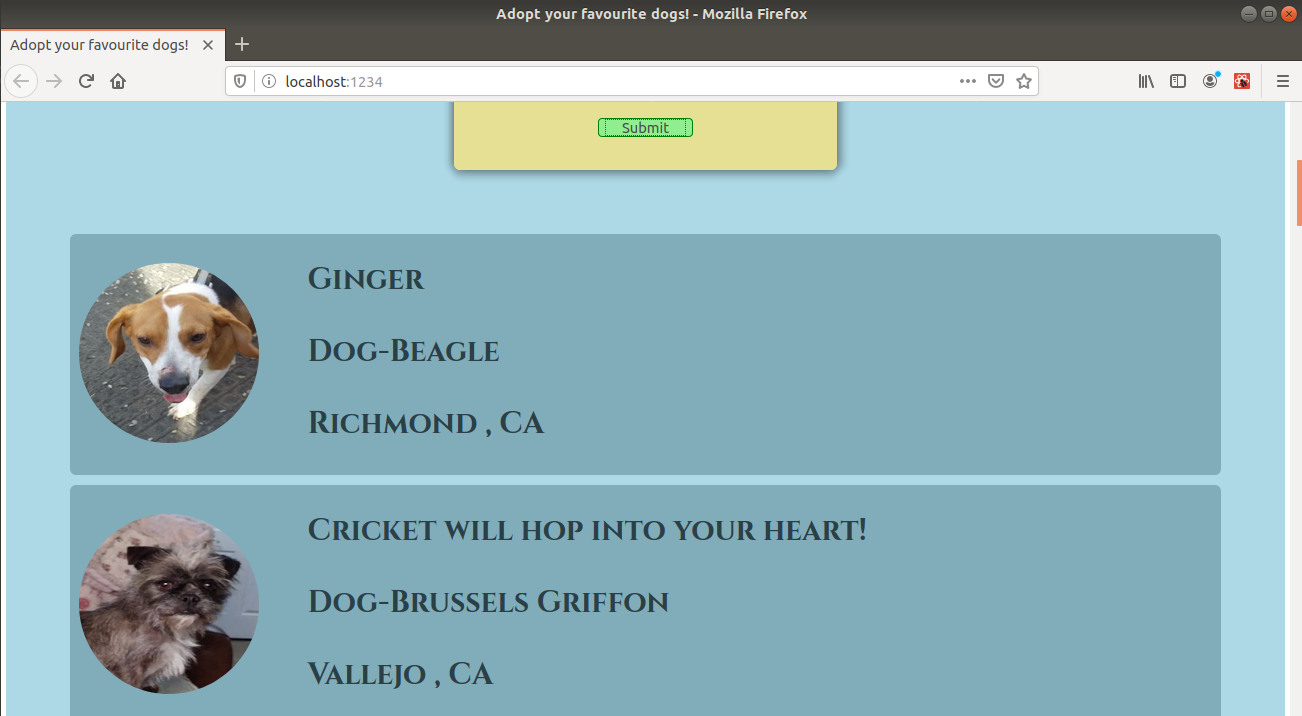 Adopt your favourite dogs! - Mozilla Firefox
Adopt your favourite dogs!
localhost:1234
Submit
Ginger
Dog-Beagle
Richmond , CA
Cricket will hop into your heart!
Dog-Brussels Griffon
Vallejo , CA